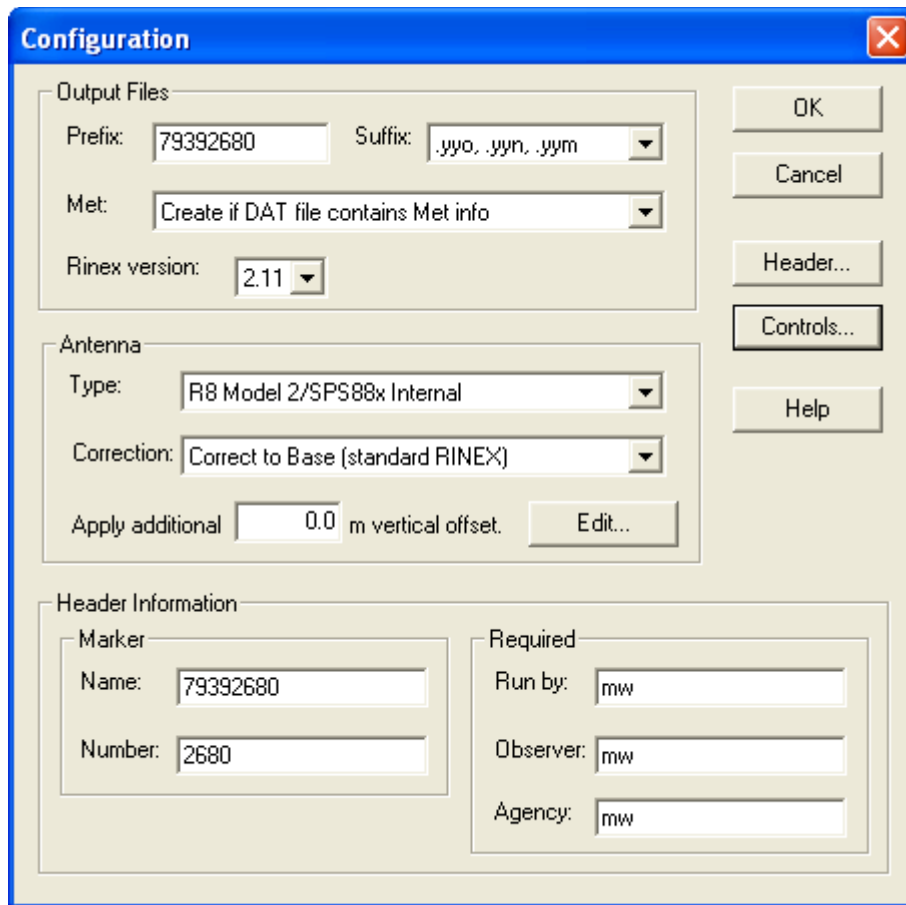 Configuration
Output Files
Prefix: 79392680 Suffix: .yyo, .yyn, .yym
Met: Create if DAT file contains Met info
Rinex version: 2.11
OK
Cancel
Header...
Controls...
Help
Antenna
Type: R8 Model 2/SPS88x Internal
Correction: Correct to Base (standard RINEX)
Apply additional 0.0 m vertical offset. Edit...
Header Information
Marker
Name: 79392680
Number: 2680
Required
Run by: mw
Observer: mw
Agency: mw